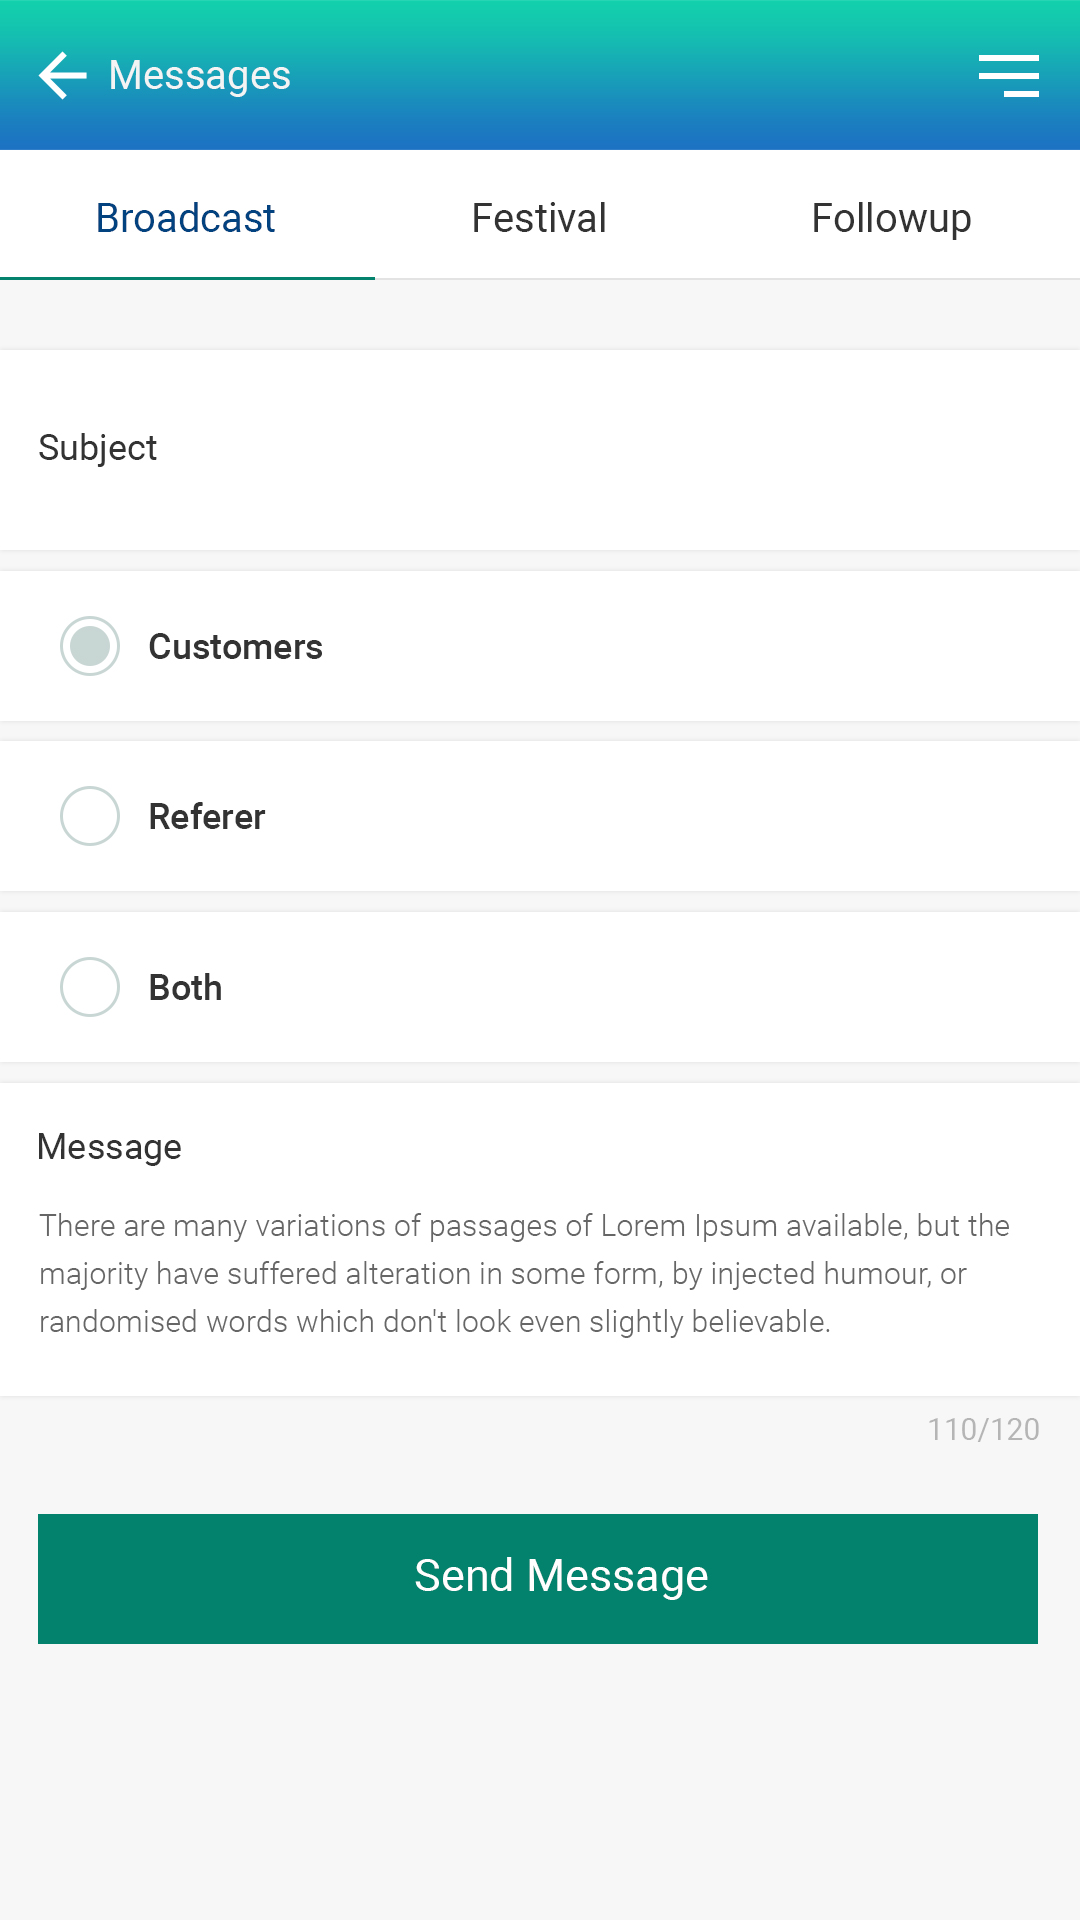 Messages
Broadcast
Festival
Followup
Subject
Customers
Referer
Both
Message
There are many variations of passages of Lorem Ipsum available, but the
majority have suffered alteration in some form, by injected humour, or
randomised words which don't look even slightly believable.
110/120
Send Message